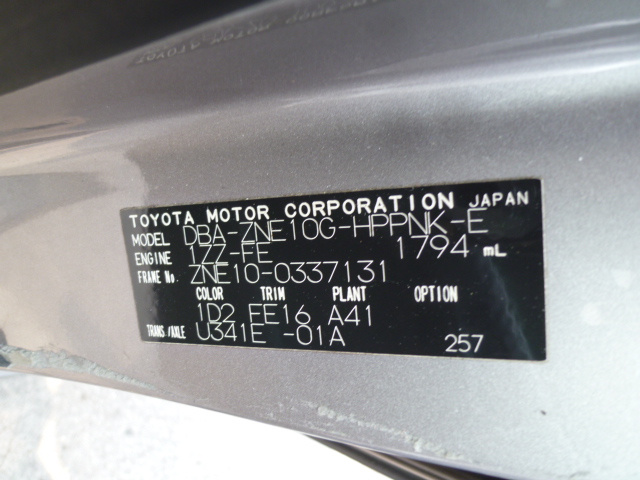 TOYOTA MOTOR CORPORATION JAPAN
MODEL DBA-ZNE10G-HPPNK-E
ENGINE 1ZZ-FE 1794 mL
FRAME No. ZNE10-0337131
COLOR TRIM PLANT OPTION
1D2 FE16 A41
TRANS./AXLE U341E -01A
257